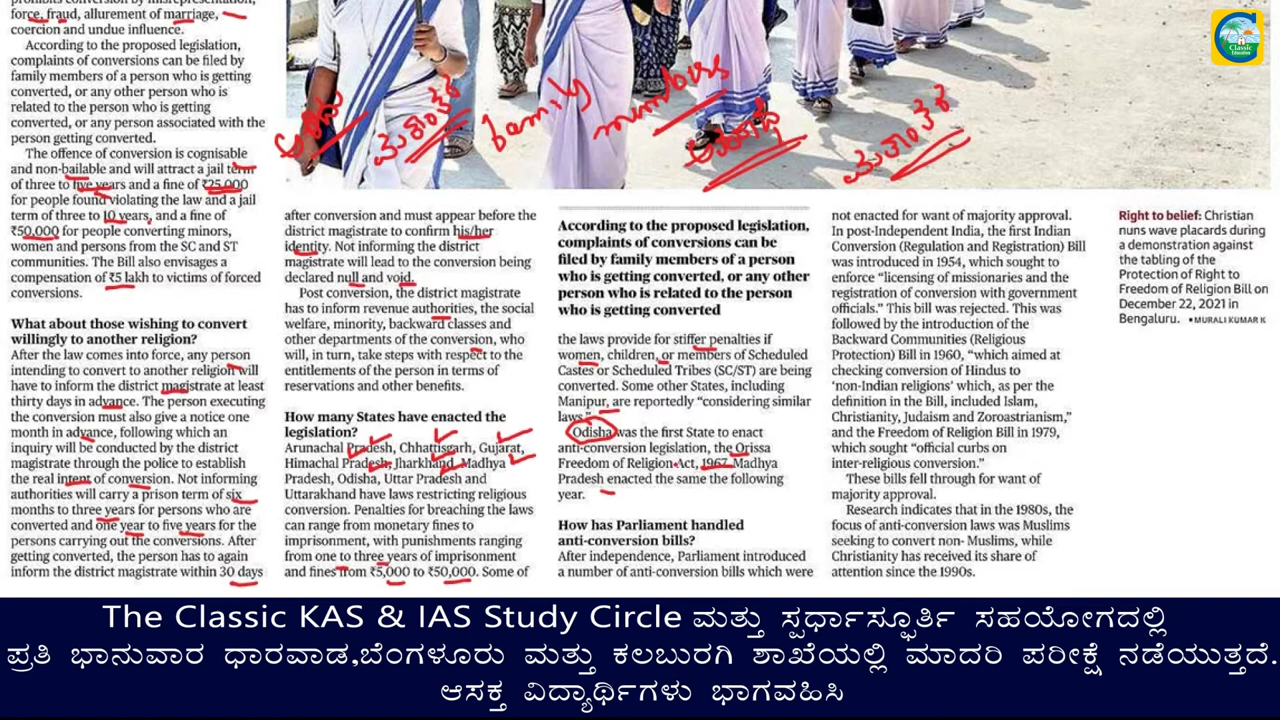 prohibits conversion by misrepresentation,
force, fraud, allurement of marriage,
coercion and undue influence.
According to the proposed legislation,
complaints of conversions can be filed by
family members of a person who is getting
converted, or any other person who is
related to the person who is getting
converted, or any person associated with the
person getting converted.
The offence of conversion is cognisable
and non-bailable and will attract a jail term
of three to five years and a fine of ₹25,000
for people found violating the law and a jail
term of three to 10 years, and a fine of
₹50,000 for people converting minors,
women and persons from the SC and ST
communities. The Bill also envisages a
compensation of ₹5 lakh to victims of forced
conversions.
What about those wishing to convert
willingly to another religion?
After the law comes into force, any person
intending to convert to another religion will
have to inform the district magistrate at least
thirty days in advance. The person executing
the conversion must also give a notice one
month in advance, following which an
inquiry will be conducted by the district
magistrate through the police to establish
the real intent of conversion. Not informing
authorities will carry a prison term of six
months to three years for persons who are
converted and one year to five years for the
persons carrying out the conversions. After
getting converted, the person has to again
inform the district magistrate within 30 days
family members
after conversion and must appear before the
district magistrate to confirm his/her
identity. Not informing the district
magistrate will lead to the conversion being
declared null and void.
Post conversion, the district magistrate
has to inform revenue authorities, the social
welfare, minority, backward classes and
other departments of the conversion, who
will, in turn, take steps with respect to the
entitlements of the person in terms of
reservations and other benefits.
How many States have enacted the
legislation?
Arunachal Pradesh, Chhattisgarh, Gujarat,
Himachal Pradesh, Jharkhand, Madhya
Pradesh, Odisha, Uttar Pradesh and
Uttarakhand have laws restricting religious
conversion. Penalties for breaching the laws
can range from monetary fines to
imprisonment, with punishments ranging
from one to three years of imprisonment
and fines from ₹5,000 to ₹50,000. Some of
According to the proposed legislation,
complaints of conversions can be
filed by family members of a person
who is getting converted, or any other
person who is related to the person
who is getting converted
the laws provide for stiffer penalties if
women, children, or members of Scheduled
Castes or Scheduled Tribes (SC/ST) are being
converted. Some other States, including
Manipur, are reportedly “considering similar
laws.”
Odisha was the first State to enact
anti-conversion legislation, the Orissa
Freedom of Religion Act, 1967. Madhya
Pradesh enacted the same the following
year.
How has Parliament handled
anti-conversion bills?
After independence, Parliament introduced
a number of anti-conversion bills which were
not enacted for want of majority approval.
In post-Independent India, the first Indian
Conversion (Regulation and Registration) Bill
was introduced in 1954, which sought to
enforce “licensing of missionaries and the
registration of conversion with government
officials.” This bill was rejected. This was
followed by the introduction of the
Backward Communities (Religious
Protection) Bill in 1960, “which aimed at
checking conversion of Hindus to
‘non-Indian religions’ which, as per the
definition in the Bill, included Islam,
Christianity, Judaism and Zoroastrianism,”
and the Freedom of Religion Bill in 1979,
which sought “official curbs on
inter-religious conversion.”
These bills fell through for want of
majority approval.
Research indicates that in the 1980s, the
focus of anti-conversion laws was Muslims
seeking to convert non- Muslims, while
Christianity has received its share of
attention since the 1990s.
Right to belief: Christian
nuns wave placards during
a demonstration against
the tabling of the
Protection of Right to
Freedom of Religion Bill on
December 22, 2021 in
Bengaluru. • MURALI KUMAR K
Classic
Education
The Classic KAS & IAS Study Circle ಮತ್ತು ಸ್ಪರ್ಧಾಸ್ಫೂರ್ತಿ ಸಹಯೋಗದಲ್ಲಿ
ಪ್ರತಿ ಭಾನುವಾರ ಧಾರವಾಡ,ಬೆಂಗಳೂರು ಮತ್ತು ಕಲಬುರಗಿ ಶಾಖೆಯಲ್ಲಿ ಮಾದರಿ ಪರೀಕ್ಷೆ ನಡೆಯುತ್ತದೆ.
ಆಸಕ್ತ ವಿದ್ಯಾರ್ಥಿಗಳು ಭಾಗವಹಿಸಿ